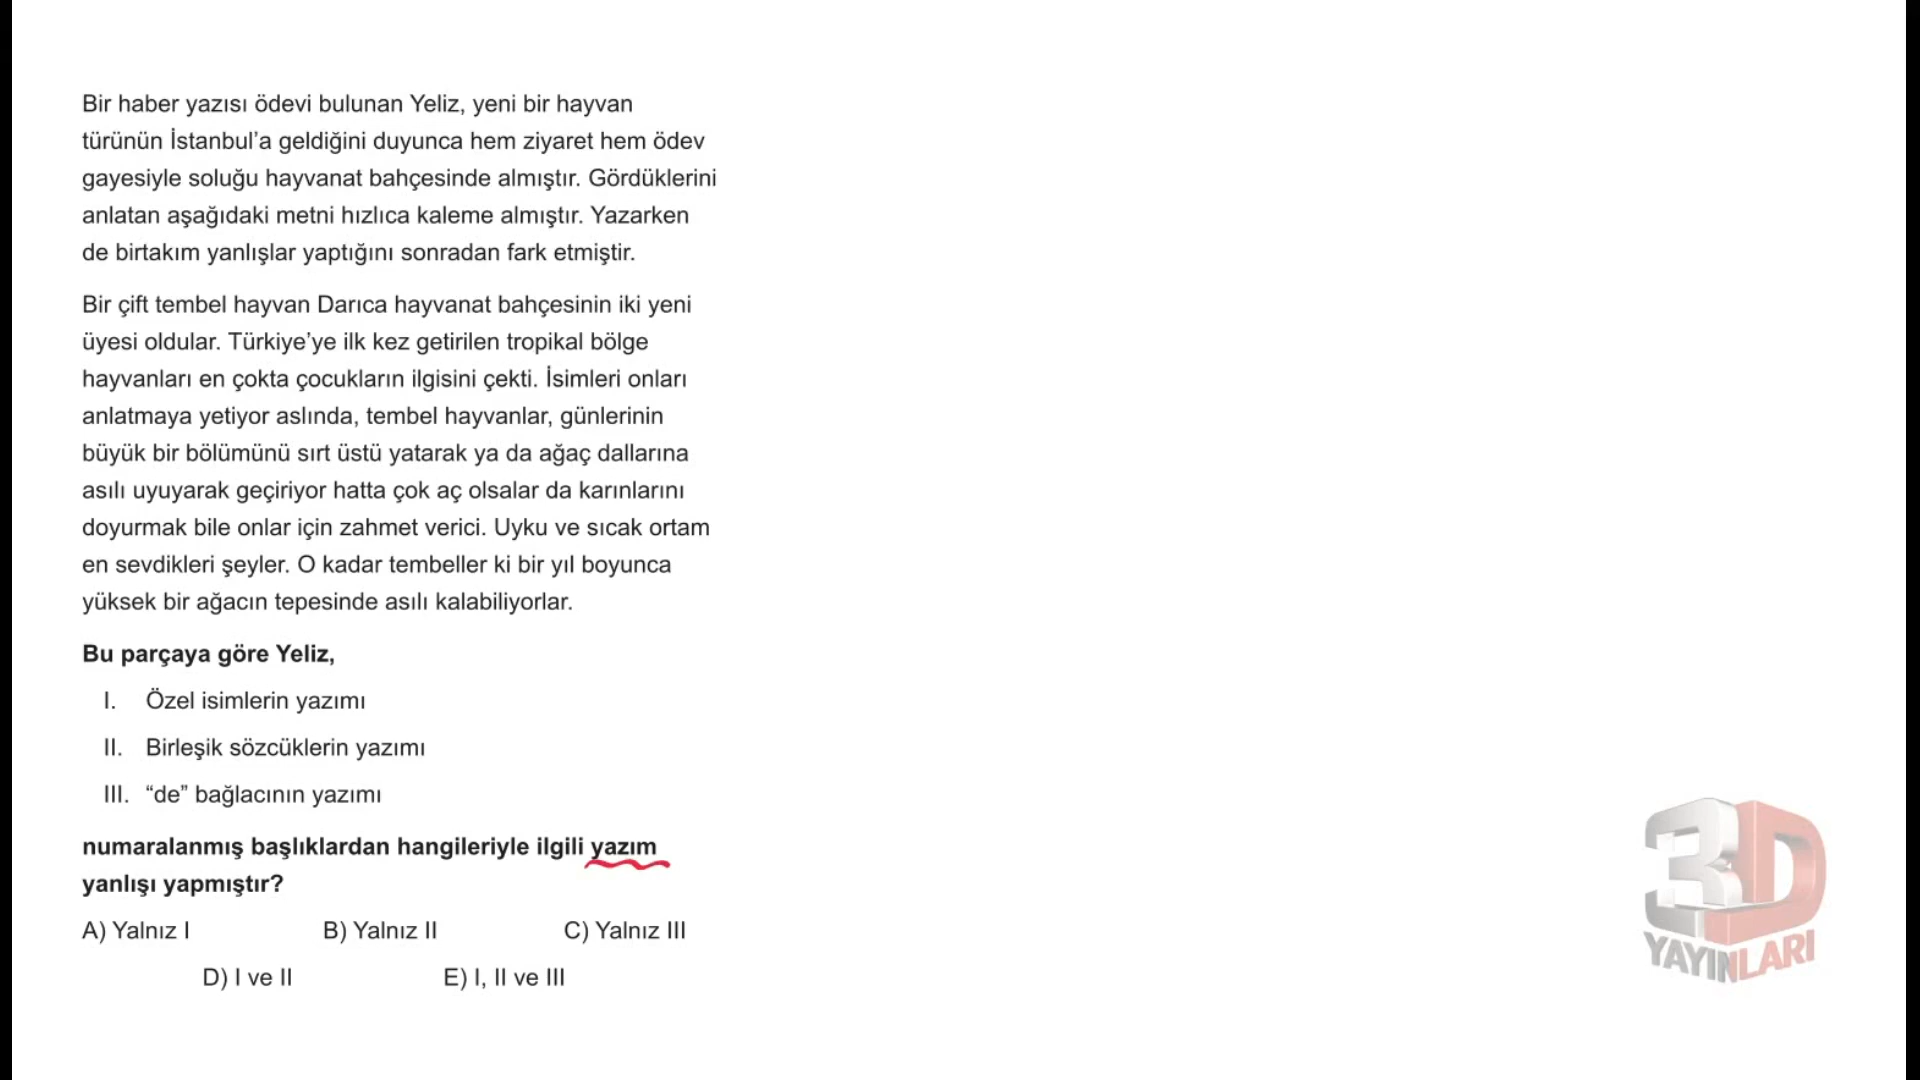 Bir haber yazısı ödevi bulunan Yeliz, yeni bir hayvan
türünün İstanbul’a geldiğini duyunca hem ziyaret hem ödev
gayesiyle soluğu hayvanat bahçesinde almıştır. Gördüklerini
anlatan aşağıdaki metni hızlıca kaleme almıştır. Yazarken
de birtakım yanlışlar yaptığını sonradan fark etmiştir.
Bir çift tembel hayvan Darıca hayvanat bahçesinin iki yeni
üyesi oldular. Türkiye’ye ilk kez getirilen tropikal bölge
hayvanları en çokta çocukların ilgisini çekti. İsimleri onları
anlatmaya yetiyor aslında, tembel hayvanlar, günlerinin
büyük bir bölümünü sırt üstü yatarak ya da ağaç dallarına
asılı uyuyarak geçiriyor hatta çok aç olsalar da karınlarını
doyurmak bile onlar için zahmet verici. Uyku ve sıcak ortam
en sevdikleri şeyler. O kadar tembeller ki bir yıl boyunca
yüksek bir ağacın tepesinde asılı kalabiliyorlar.
Bu parçaya göre Yeliz,
I. Özel isimlerin yazımı
II. Birleşik sözcüklerin yazımı
III. “de” bağlacının yazımı
numaralanmış başlıklardan hangileriyle ilgili yazım
yanlışı yapmıştır?
A) Yalnız I B) Yalnız II C) Yalnız III
D) I ve II E) I, II ve III
3D
YAYINLARI